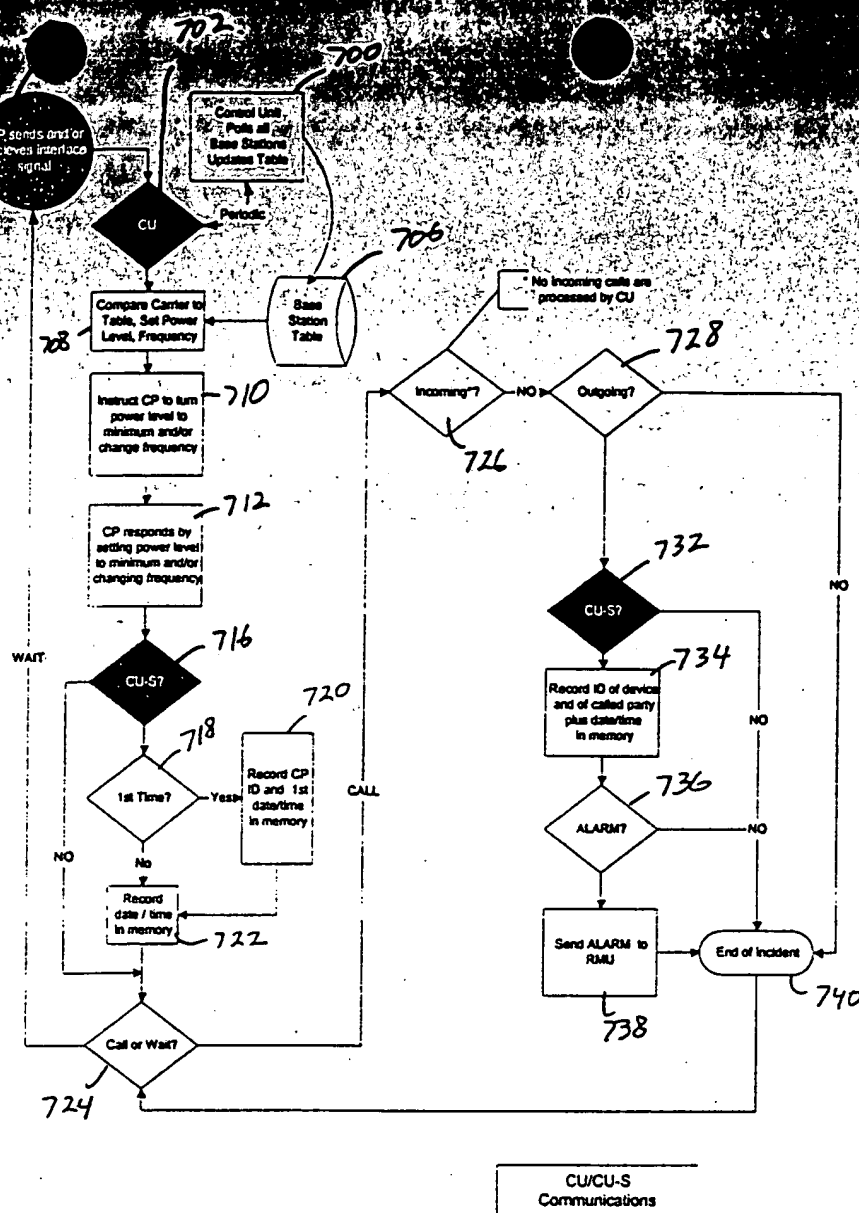 702
700
Control Unit
Polls all
Base Stations
Updates Table
P sends and/or
interface
signal
CU
Periodic
706
Compare Carrier to
Table, Set Power
Level, Frequency
708
Base
Station
Table
No incoming calls are
processed by CU
728
Instruct CP to turn
power level to
minimum and/or
change frequency
710
Incoming"?
NO
Outgoing?
726
712
CP responds by
setting power level
to minimum and/or
changing frequency
732
CU-S?
NO
WAIT
716
CU-S?
734
Record ID of device
and of called party
plus date/time
in memory
720
718
NO
1st Time?
Yes
Record CP
ID and 1st
date/time
in memory
CALL
736
ALARM?
NO
NO
No
Record
date / time
in memory
722
Send ALARM to
RMU
End of Incident
740
738
Call or Wait?
724
CU/CU-S
Communications